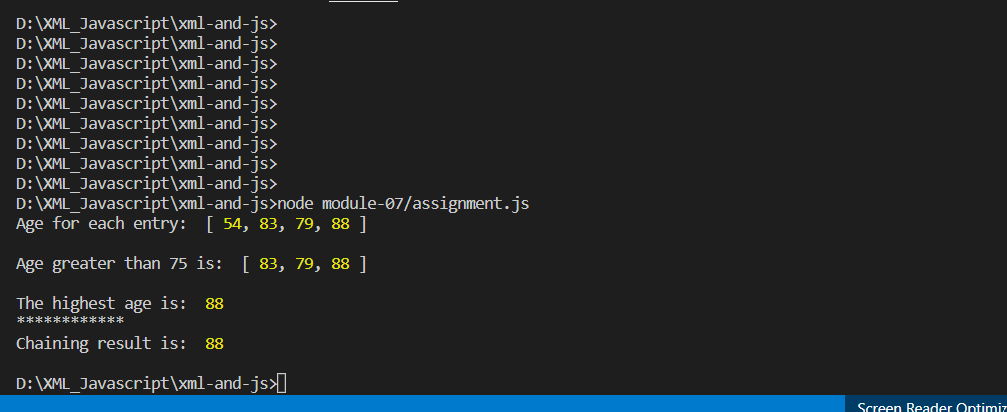 D:\XML_Javascript\xml-and-js>
D:\XML_Javascript\xml-and-js>
D:\XML_Javascript\xml-and-js>
D:\XML_Javascript\xml-and-js>
D:\XML_Javascript\xml-and-js>
D:\XML_Javascript\xml-and-js>
D:\XML_Javascript\xml-and-js>
D:\XML_Javascript\xml-and-js>
D:\XML_Javascript\xml-and-js>
D:\XML_Javascript\xml-and-js>node module-07/assignment.js
Age for each entry:  [ 54, 83, 79, 88 ]
Age greater than 75 is:  [ 83, 79, 88 ]
The highest age is:  88
************
Chaining result is:  88
D:\XML_Javascript\xml-and-js>
Screen Reader Optimiz